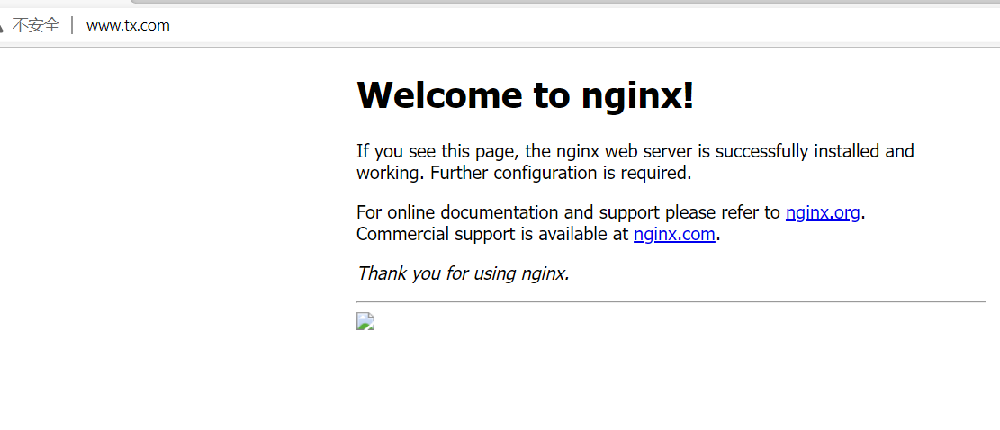 不安全 | www.tx.com
Welcome to nginx!
If you see this page, the nginx web server is successfully installed and
working. Further configuration is required.
For online documentation and support please refer to nginx.org.
Commercial support is available at nginx.com.
Thank you for using nginx.